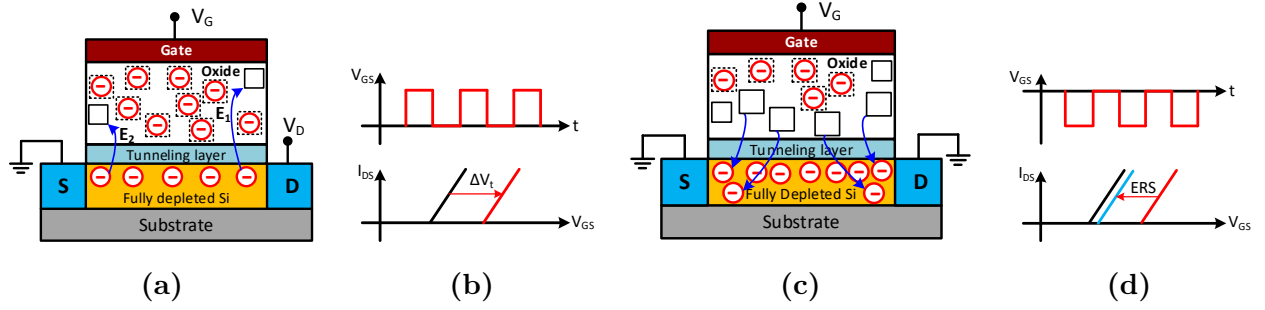 V_G
Gate
Oxide
E_1
E_2
V_D
Tunneling layer
S
D
Fully depleted Si
Substrate
(a)
V_GS
t
I_DS
ΔV_t
V_GS
(b)
V_G
Gate
Oxide
Tunneling layer
S
D
Fully Depleted Si
Substrate
(c)
V_GS
t
I_DS
ERS
V_GS
(d)